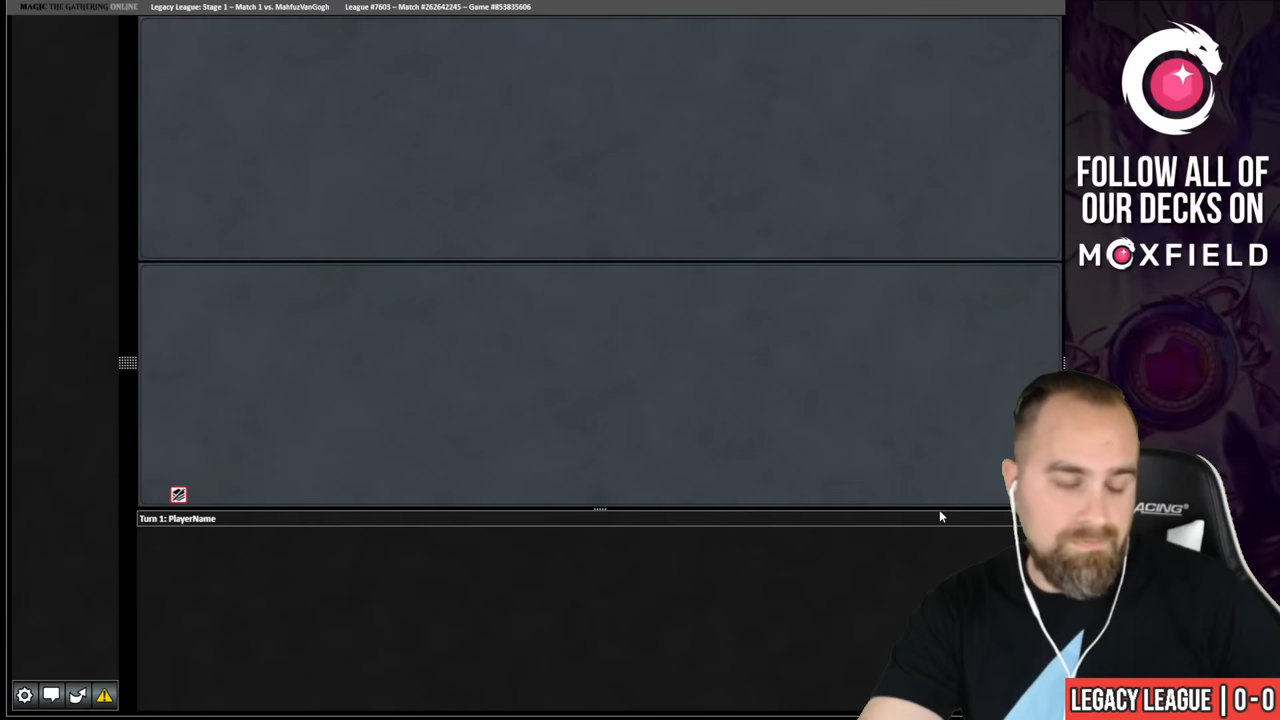 MAGIC THE GATHERING ONLINE
Legacy League: Stage 1 – Match 1 vs. MahfuzVanGogh
League #7603 – Match #262642245 – Game #853835606
FOLLOW ALL OF
OUR DECKS ON
MOXFIELD
ACING
Turn 1: PlayerName
LEGACY LEAGUE | 0-0